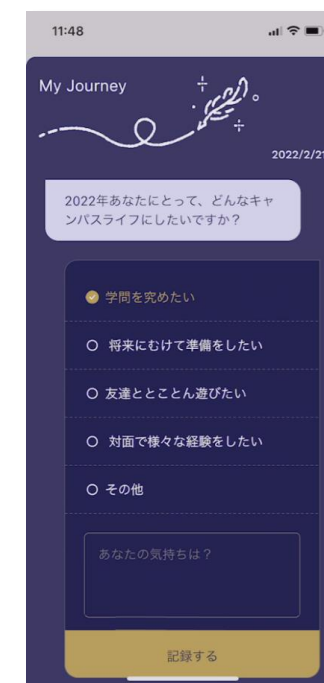 11:48
My Journey
2022/2/21
2022年あなたにとって、どんなキャ
ンパスライフにしたいですか？
学問を究めたい
将来にむけて準備をしたい
友達ととことん遊びたい
対面で様々な経験をしたい
その他
あなたの気持ちは？
記録する